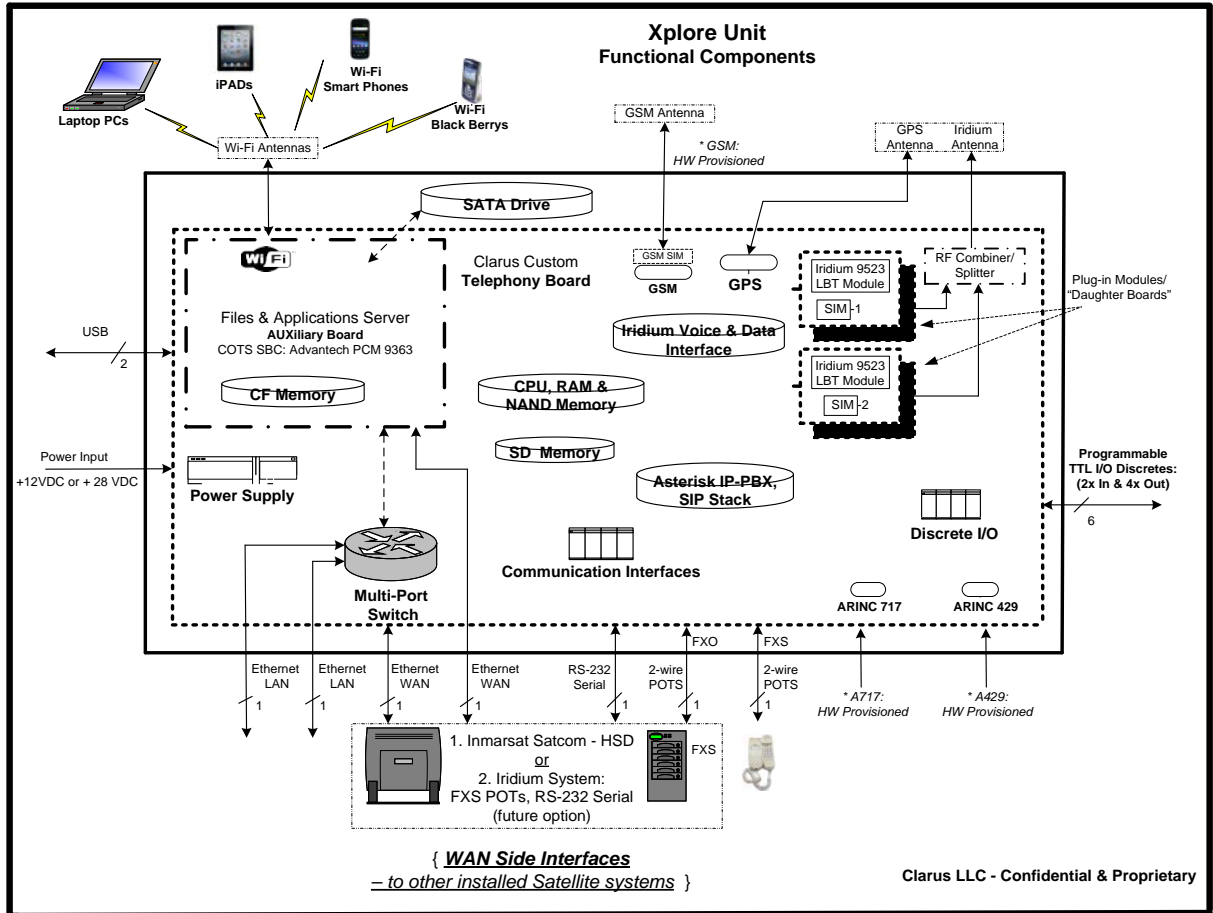 Xplore Unit
Functional Components
Laptop PCs
iPADs
Wi-Fi
Smart Phones
Wi-Fi
Black Berrys
Wi-Fi Antennas
GSM Antenna
* GSM:
HW Provisioned
GPS
Antenna
Iridium
Antenna
SATA Drive
WiFi
Files & Applications Server
AUXiliary Board
COTS SBC: Advantech PCM 9363
CF Memory
Clarus Custom
Telephony Board
GSM SIM
GSM
GPS
Iridium 9523
LBT Module
SIM -1
RF Combiner/
Splitter
Plug-in Modules/
“Daughter Boards”
Iridium Voice & Data
Interface
Iridium 9523
LBT Module
SIM -2
CPU, RAM &
NAND Memory
SD Memory
Asterisk IP-PBX,
SIP Stack
USB
2
Power Input
+12VDC or + 28 VDC
Power Supply
Multi-Port
Switch
Communication Interfaces
Discrete I/O
Programmable
TTL I/O Discretes:
(2x In & 4x Out)
6
ARINC 717
ARINC 429
Ethernet
LAN
1
Ethernet
LAN
1
Ethernet
WAN
1
Ethernet
WAN
1
RS-232
Serial
1
FXO
2-wire
POTS
1
FXS
2-wire
POTS
1
* A717:
HW Provisioned
* A429:
HW Provisioned
1. Inmarsat Satcom - HSD
or
2. Iridium System:
FXS POTs, RS-232 Serial
(future option)
FXS
{ WAN Side Interfaces
– to other installed Satellite systems }
Clarus LLC - Confidential & Proprietary